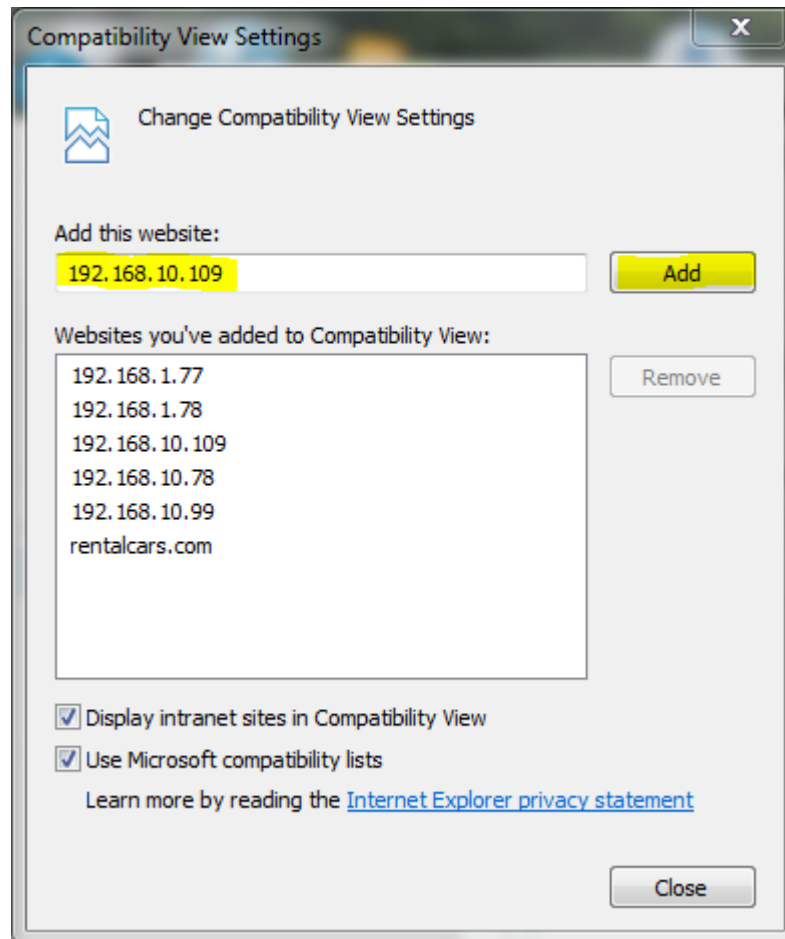 Compatibility View Settings
X
Change Compatibility View Settings
Add this website:
192.168.10.109
Add
Websites you've added to Compatibility View:
192.168.1.77
Remove
192.168.1.78
192.168.10.109
192.168.10.78
192.168.10.99
rentalcars.com
Display intranet sites in Compatibility View
Use Microsoft compatibility lists
Learn more by reading the Internet Explorer privacy statement
Close